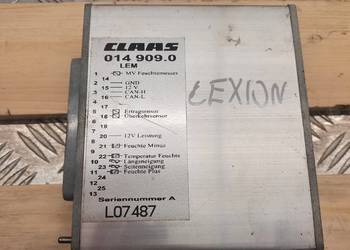 CLAAS
014 909.0
LEM
1 MV Feuchtemesser
14
2 GND
15 12 V
3 CAN-H
16 CAN-L
4
17
5 Ertragssensor
18 Überkehrsensor
6
19
7
20 12V Leistung
8
21 Feuchte Minus
9
22 Temperatur Feuchte
10 Längsneigung
23 Seitenneigung
11 Feuchte Plus
24
12
25
13
Seriennummer A
L07487
LEXION